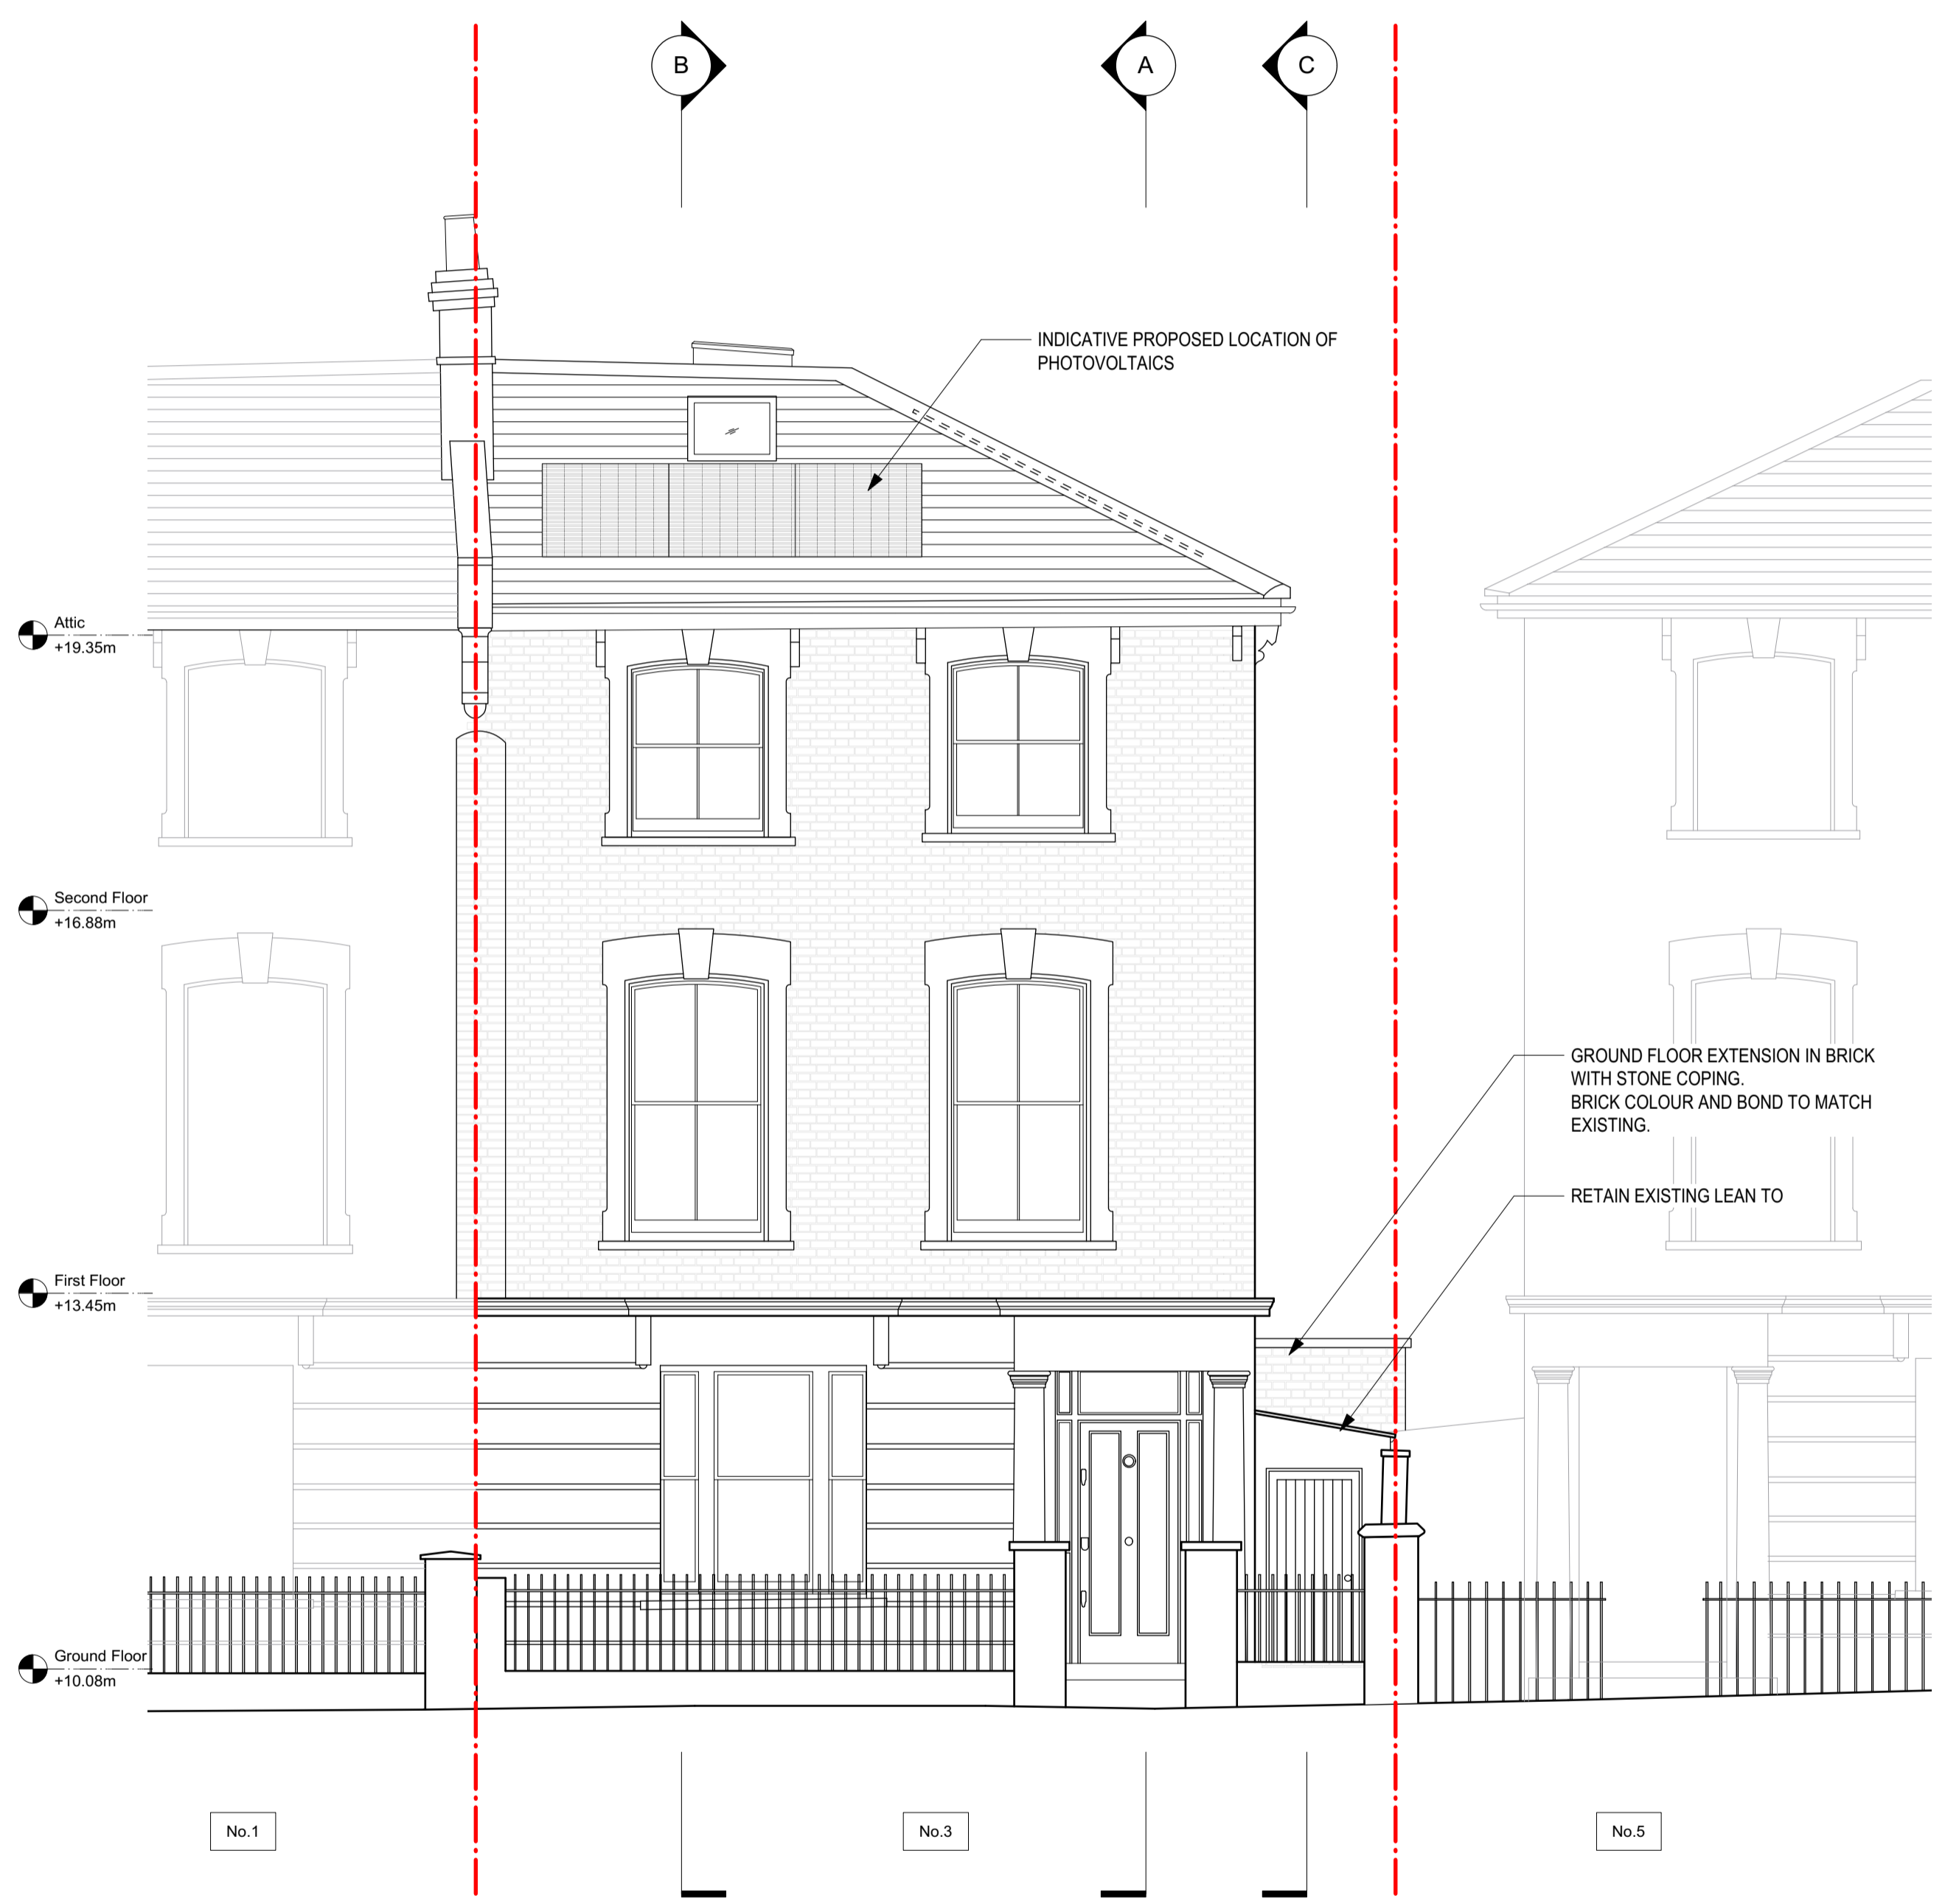 B
A
C
INDICATIVE PROPOSED LOCATION OF
PHOTOVOLTAICS
Attic
+19.35m
Second Floor
+16.88m
GROUND FLOOR EXTENSION IN BRICK
WITH STONE COPING.
BRICK COLOUR AND BOND TO MATCH
EXISTING.
RETAIN EXISTING LEAN TO
First Floor
+13.45m
Ground Floor
+10.08m
No.1
No.3
No.5